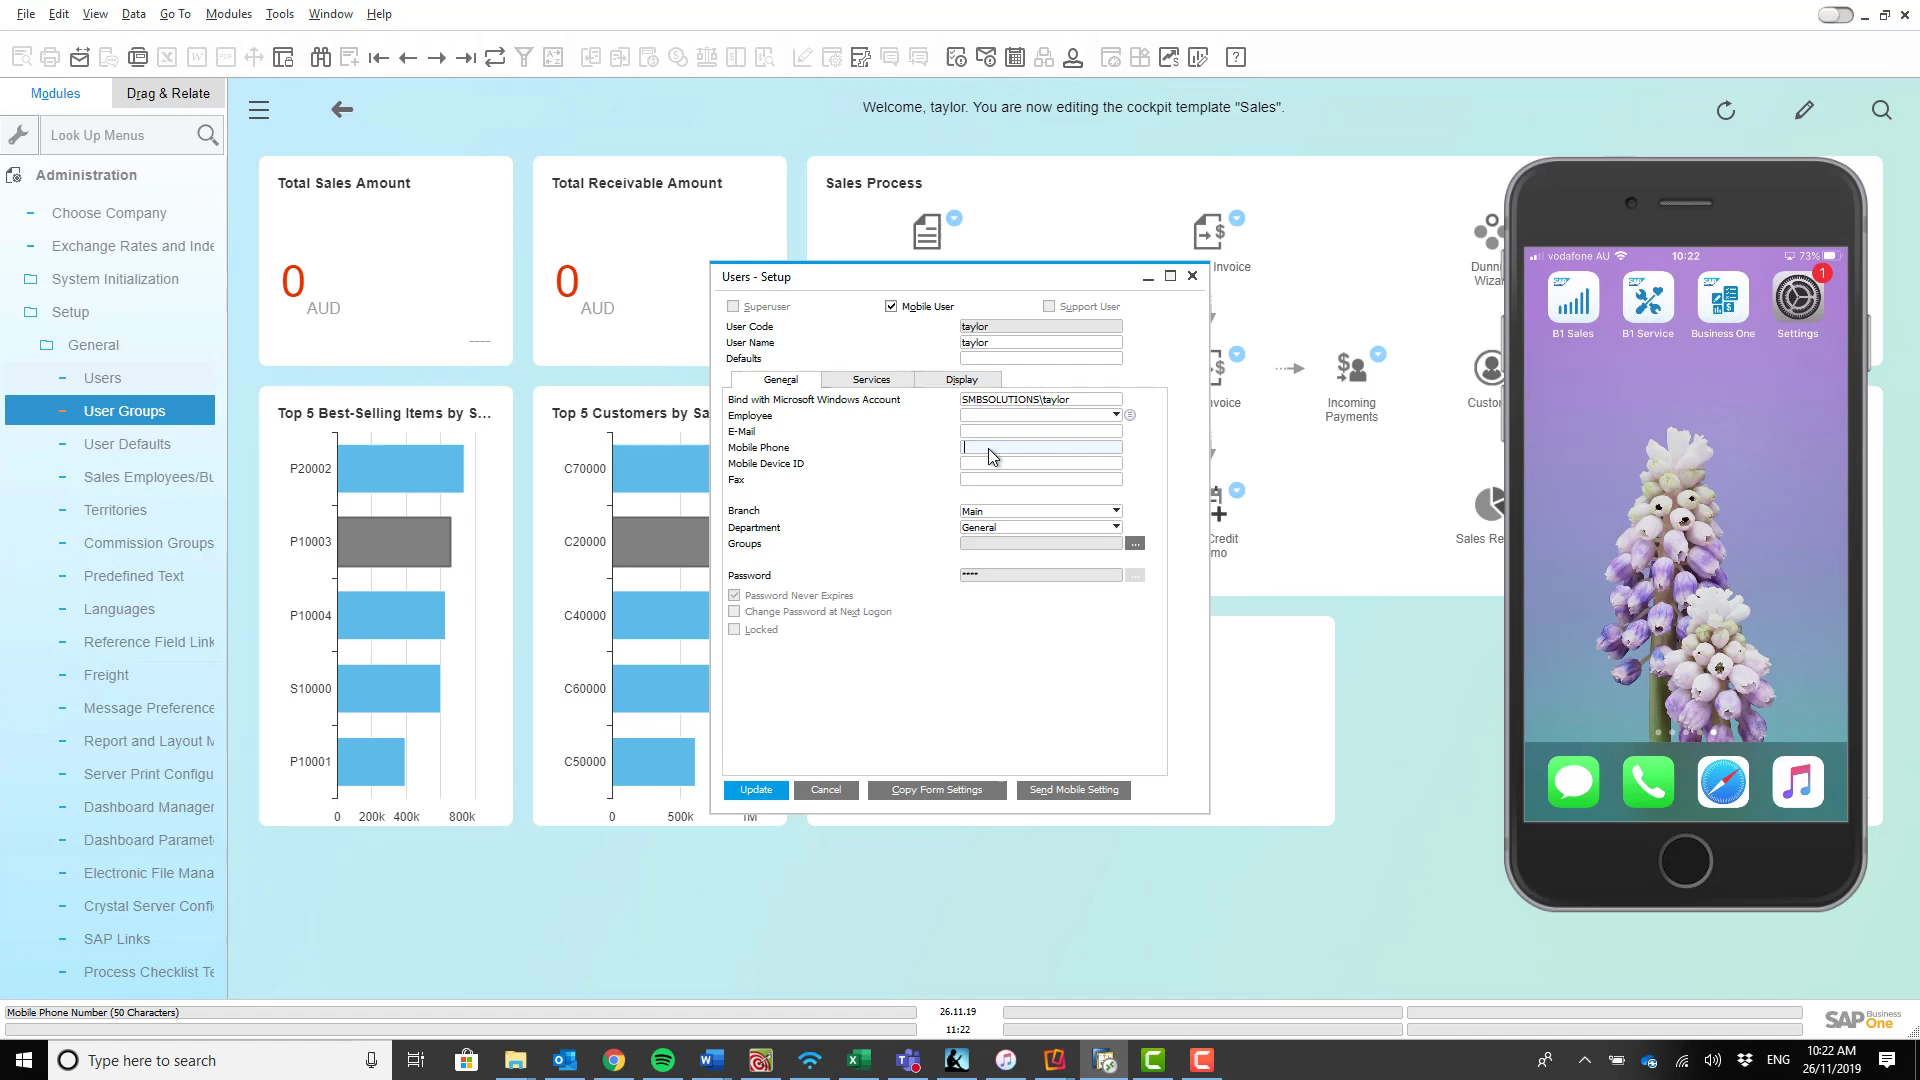 File Edit View Data Go To Modules Tools Window Help
Modules
Drag & Relate
Look Up Menus
Administration
Choose Company
Exchange Rates and Inde
System Initialization
Setup
General
Users
User Groups
User Defaults
Sales Employees/Bu
Territories
Commission Groups
Predefined Text
Languages
Reference Field Link
Freight
Message Preference
Report and Layout M
Server Print Configu
Dashboard Manager
Dashboard Paramet
Electronic File Mana
Crystal Server Confi
SAP Links
Process Checklist Te
Welcome, taylor. You are now editing the cockpit template "Sales".
Total Sales Amount
0
AUD
----
Total Receivable Amount
0
AUD
Sales Process
Invoice
Dunni
Wizar
voice
Incoming
Payments
Custo
Credit
mo
Sales Re
Top 5 Best-Selling Items by S...
P20002
P10003
P10004
S10000
P10001
0 200k 400k 800k
Top 5 Customers by Sa
C70000
C20000
C40000
C60000
C50000
0 500k 1M
Users - Setup
Superuser
Mobile User
Support User
User Code taylor
User Name taylor
Defaults
General Services Display
Bind with Microsoft Windows Account SMBSOLUTIONS\taylor
Employee
E-Mail
Mobile Phone
Mobile Device ID
Fax
Branch Main
Department General
Groups ...
Password **** ...
Password Never Expires
Change Password at Next Logon
Locked
Update Cancel Copy Form Settings Send Mobile Setting
vodafone AU 10:22 73%
1
SAP SAP SAP
B1 Sales B1 Service Business One Settings
Mobile Phone Number (50 Characters)
26.11.19
11:22
SAP Business One
Type here to search
ENG
10:22 AM
26/11/2019